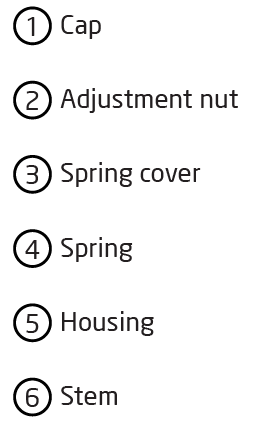 1 Cap
2 Adjustment nut
3 Spring cover
4 Spring
5 Housing
6 Stem